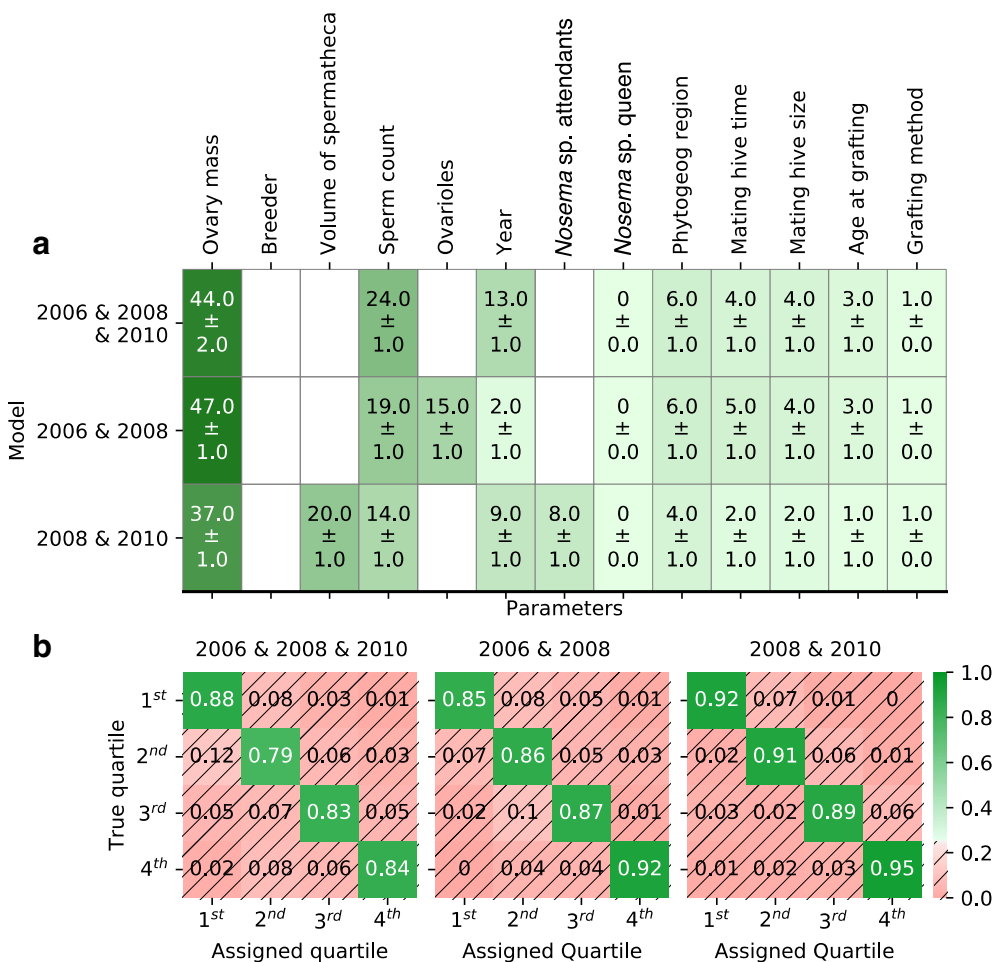 Ovary mass
Breeder
Volume of spermatheca
Sperm count
Ovarioles
Year
Nosema sp. attendants
Nosema sp. queen
Phytogeog region
Mating hive time
Mating hive size
Age at grafting
Grafting method
a
Model
2006 & 2008
& 2010
44.0 24.0 13.0 0 6.0 4.0 4.0 3.0 1.0
± ± ± ± ± ± ± ± ±
2.0 1.0 1.0 0.0 1.0 1.0 1.0 1.0 0.0
2006 & 2008
47.0 19.0 15.0 2.0 0 6.0 5.0 4.0 3.0 1.0
± ± ± ± ± ± ± ± ± ±
1.0 1.0 1.0 1.0 0.0 1.0 1.0 1.0 1.0 0.0
2008 & 2010
37.0 20.0 14.0 9.0 8.0 0 4.0 2.0 2.0 1.0 1.0
± ± ± ± ± ± ± ± ± ± ±
1.0 1.0 1.0 1.0 1.0 0.0 1.0 1.0 1.0 1.0 0.0
Parameters
b
2006 & 2008 & 2010 2006 & 2008 2008 & 2010
True quartile
1st 0.88 0.08 0.03 0.01 0.85 0.08 0.05 0.01 0.92 0.07 0.01 0
2nd 0.12 0.79 0.06 0.03 0.07 0.86 0.05 0.03 0.02 0.91 0.06 0.01
3rd 0.05 0.07 0.83 0.05 0.02 0.1 0.87 0.01 0.03 0.02 0.89 0.06
4th 0.02 0.08 0.06 0.84 0 0.04 0.04 0.92 0.01 0.02 0.03 0.95
1st 2nd 3rd 4th 1st 2nd 3rd 4th 1st 2nd 3rd 4th
Assigned quartile Assigned Quartile Assigned Quartile
1.0
0.8
0.6
0.4
0.2
0.0